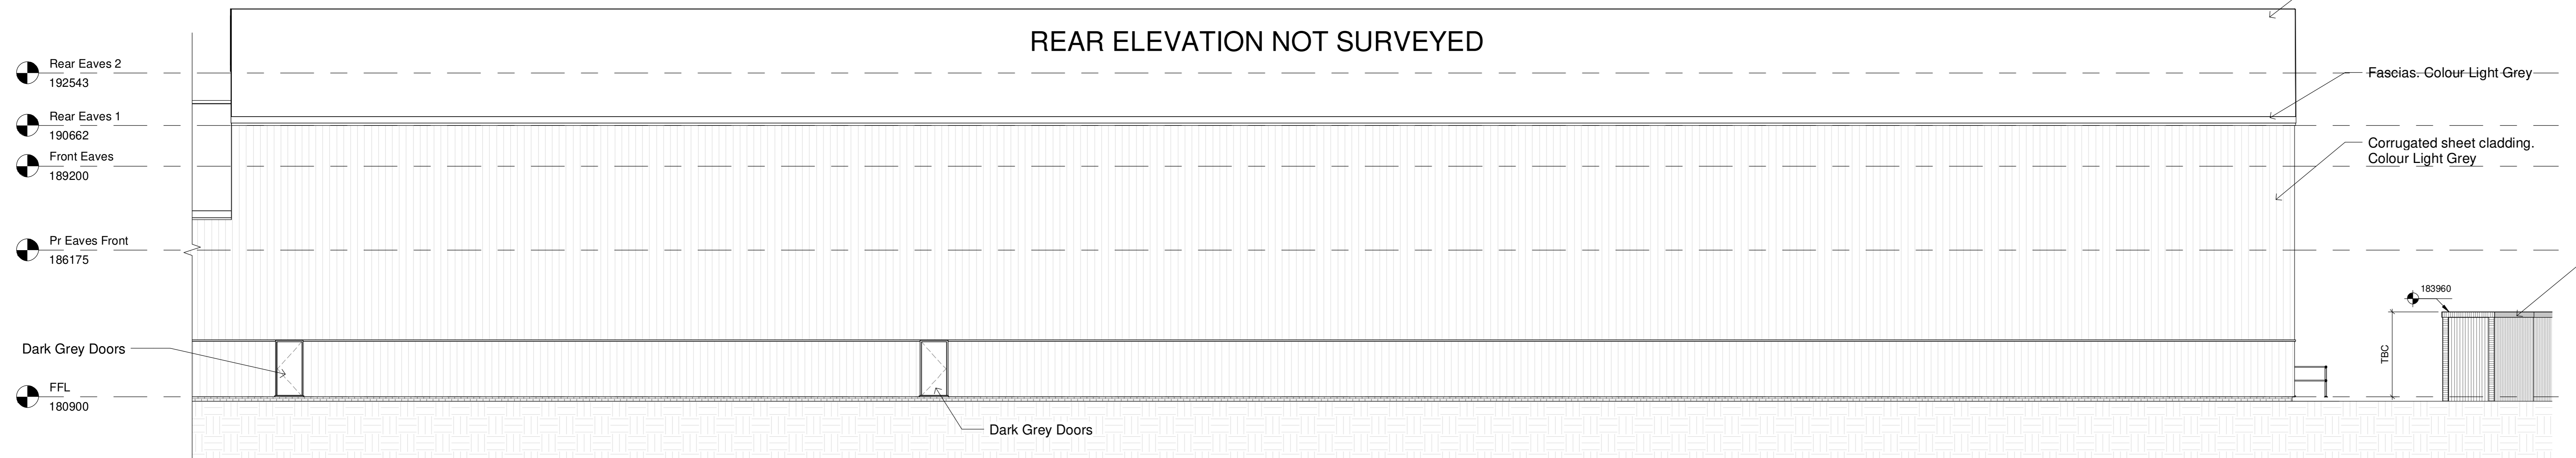 REAR ELEVATION NOT SURVEYED
Rear Eaves 2
192543
Rear Eaves 1
190662
Front Eaves
189200
Pr Eaves Front
186175
FFL
180900
Dark Grey Doors
Dark Grey Doors
Fascias. Colour Light Grey
Corrugated sheet cladding.
Colour Light Grey
183960
TBC